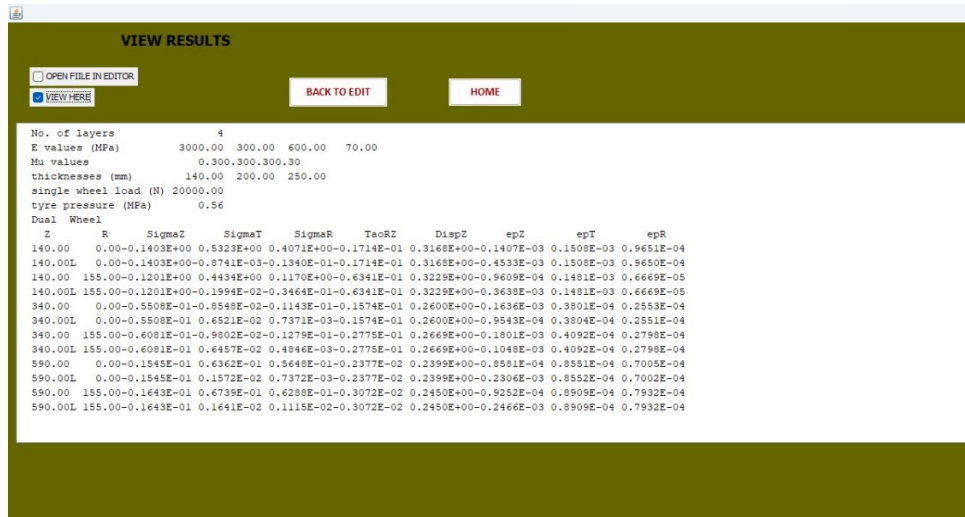 VIEW RESULTS
OPEN FIILE IN EDITOR
VIEW HERE
BACK TO EDIT
HOME
No. of layers 4
E values (MPa) 3000.00 300.00 600.00 70.00
Mu values 0.300.300.300.30
thicknesses (mm) 140.00 200.00 250.00
single wheel load (N) 20000.00
tyre pressure (MPa) 0.56
Dual Wheel
Z R SigmaZ SigmaT SigmaR TaoRZ DispZ epZ epT epR
140.00 0.00-0.1403E+00 0.5323E+00 0.4071E+00-0.1714E-01 0.3168E+00-0.1407E-03 0.1508E-03 0.9651E-04
140.00L 0.00-0.1403E+00-0.8741E-03-0.1340E-01-0.1714E-01 0.3168E+00-0.4533E-03 0.1508E-03 0.9650E-04
140.00 155.00-0.1201E+00 0.4434E+00 0.1170E+00-0.6341E-01 0.3229E+00-0.9609E-04 0.1481E-03 0.6669E-05
140.00L 155.00-0.1201E+00-0.1994E-02-0.3464E-01-0.6341E-01 0.3229E+00-0.3638E-03 0.1481E-03 0.6669E-05
340.00 0.00-0.5508E-01-0.8548E-02-0.1143E-01-0.1574E-01 0.2600E+00-0.1636E-03 0.3801E-04 0.2553E-04
340.00L 0.00-0.5508E-01 0.6521E-02 0.7371E-03-0.1574E-01 0.2600E+00-0.9543E-04 0.3804E-04 0.2551E-04
340.00 155.00-0.6081E-01-0.9802E-02-0.1279E-01-0.2775E-01 0.2669E+00-0.1801E-03 0.4092E-04 0.2798E-04
340.00L 155.00-0.6081E-01 0.6457E-02 0.4846E-03-0.2775E-01 0.2669E+00-0.1048E-03 0.4092E-04 0.2798E-04
590.00 0.00-0.1545E-01 0.6362E-01 0.5648E-01-0.2377E-02 0.2399E+00-0.8581E-04 0.8551E-04 0.7005E-04
590.00L 0.00-0.1545E-01 0.1572E-02 0.7372E-03-0.2377E-02 0.2399E+00-0.2306E-03 0.8552E-04 0.7002E-04
590.00 155.00-0.1643E-01 0.6739E-01 0.6288E-01-0.3072E-02 0.2450E+00-0.9252E-04 0.8909E-04 0.7932E-04
590.00L 155.00-0.1643E-01 0.1641E-02 0.1115E-02-0.3072E-02 0.2450E+00-0.2466E-03 0.8909E-04 0.7932E-04